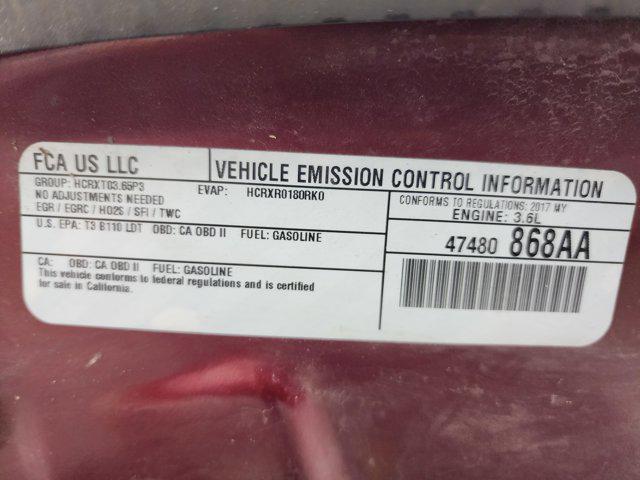 FCA US LLC
VEHICLE EMISSION CONTROL INFORMATION
GROUP: HCRXT03.65P3 EVAP: HCRXR0180RK0
NO ADJUSTMENTS NEEDED
EGR / EGRC / HO2S / SFI / TWC
CONFORMS TO REGULATIONS: 2017 MY
ENGINE: 3.6L
U.S. EPA: T3 B110 LDT OBD: CA OBD II FUEL: GASOLINE
47480 868AA
CA: OBD: CA OBD II FUEL: GASOLINE
This vehicle conforms to federal regulations and is certified
for sale in California.